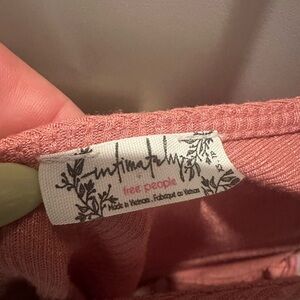 intimately
free people
Made in Vietnam . Fabriqué au Vietnam